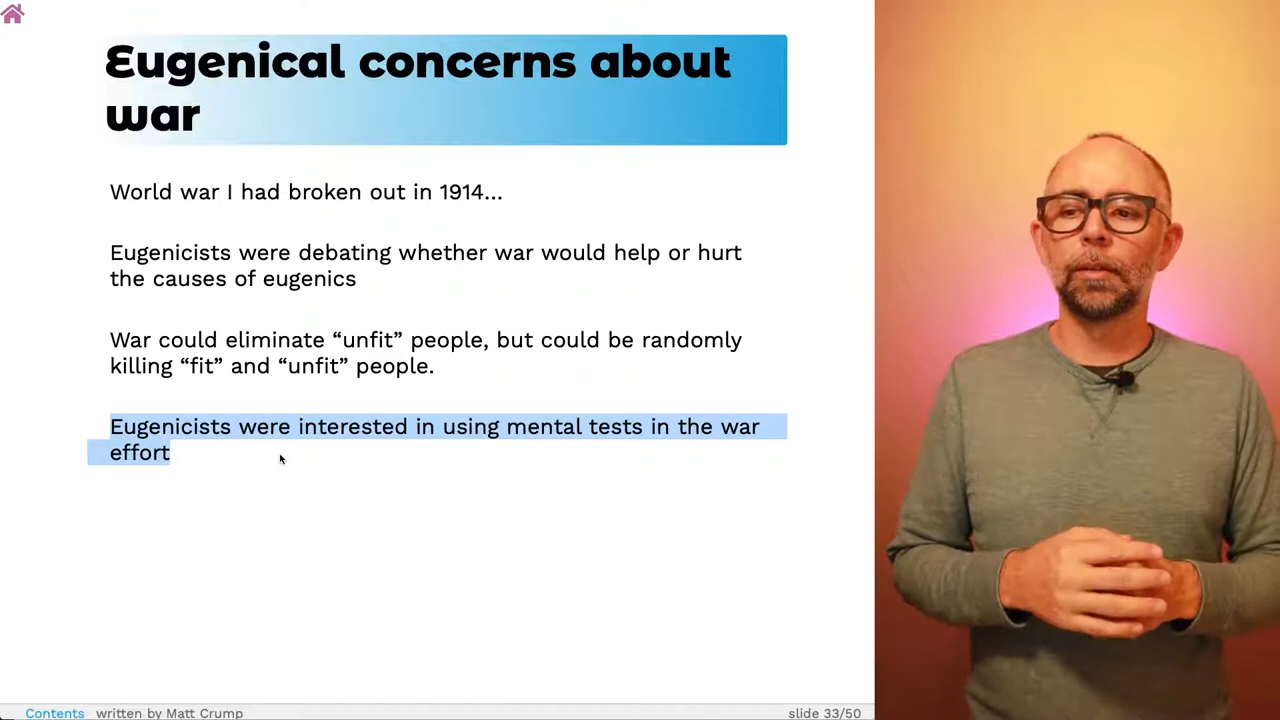 Eugenical concerns about
war
World war I had broken out in 1914...
Eugenicists were debating whether war would help or hurt
the causes of eugenics
War could eliminate “unfit” people, but could be randomly
killing “fit” and “unfit” people.
Eugenicists were interested in using mental tests in the war
effort
Contents written by Matt Crump slide 33/50